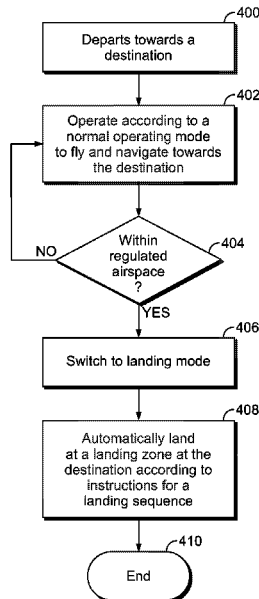 400
Departs towards a
destination
402
Operate according to a
normal operating mode
to fly and navigate towards
the destination
404
NO
Within
regulated
airspace
?
YES
406
Switch to landing mode
408
Automatically land
at a landing zone at the
destination according to
instructions for a
landing sequence
410
End